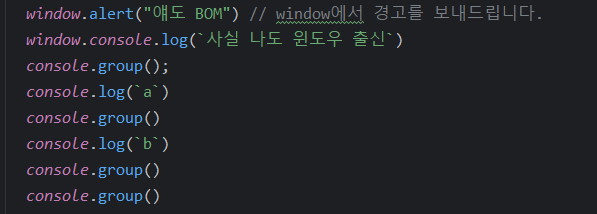 window.alert("얘도 BOM") // window에서 경고를 보내드립니다.
window.console.log(`사실 나도 윈도우 출신`)
console.group();
console.log(`a`)
console.group()
console.log(`b`)
console.group()
console.group()